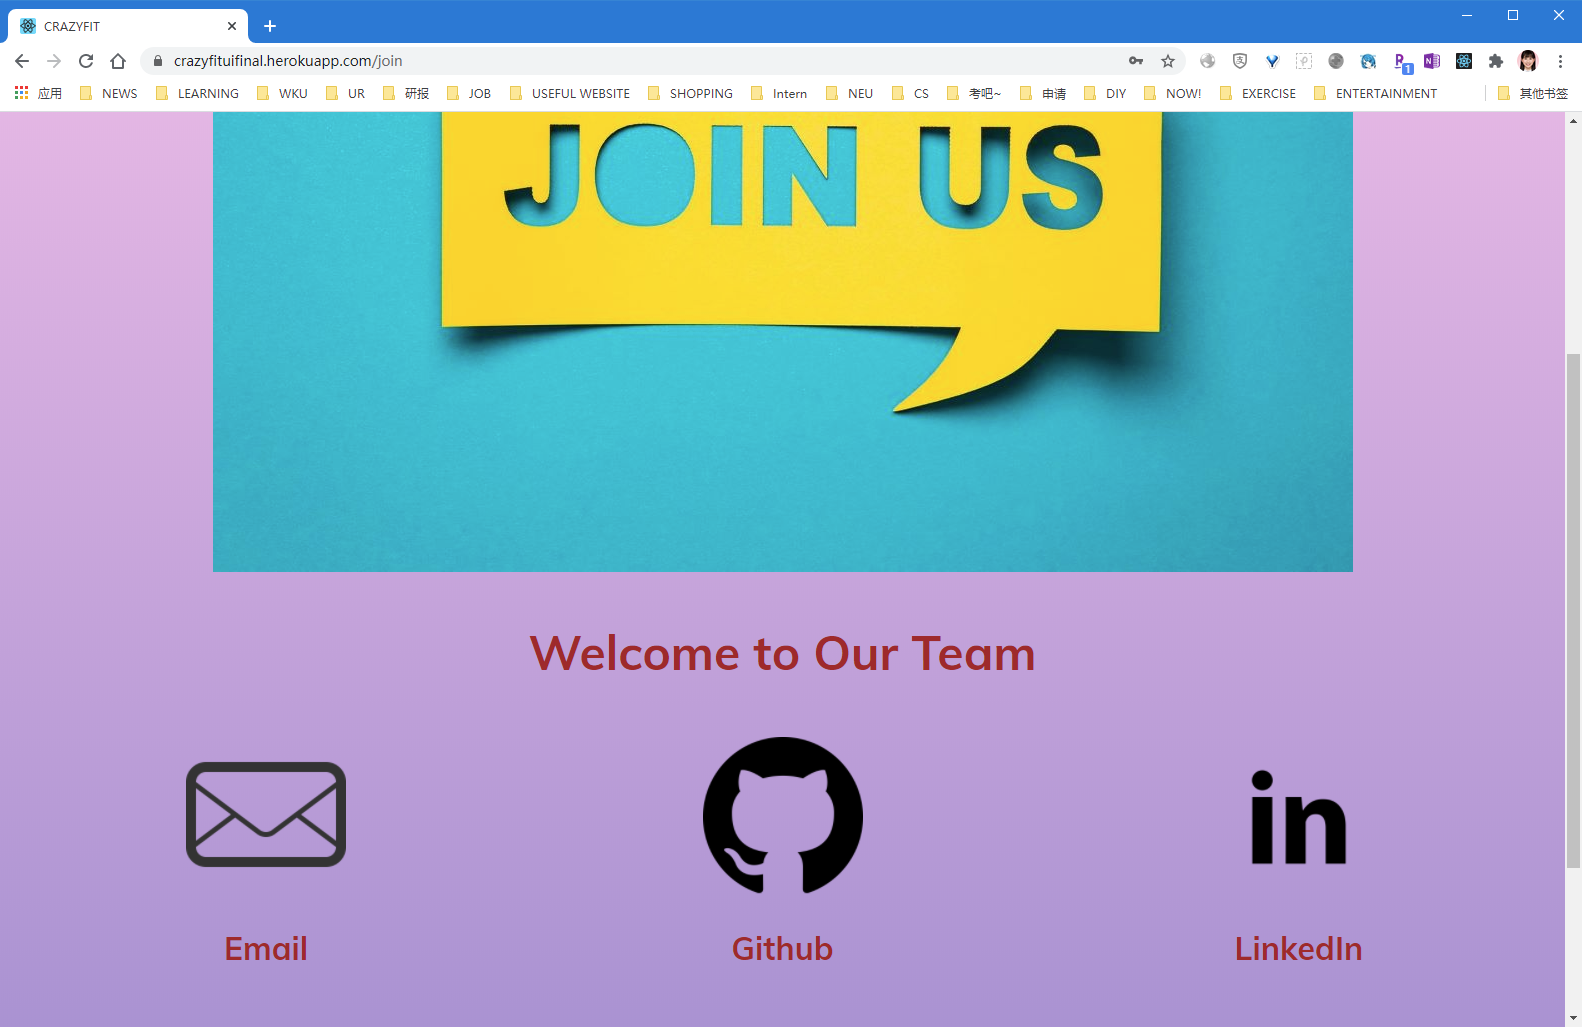 CRAZYFIT
crazyfituifinal.herokuapp.com/join
1
应用 NEWS LEARNING WKU UR 研报 JOB USEFUL WEBSITE SHOPPING Intern NEU CS 考吧~ 申请 DIY NOW! EXERCISE ENTERTAINMENT 其他书签
JOIN US
Welcome to Our Team
in
Email Github LinkedIn